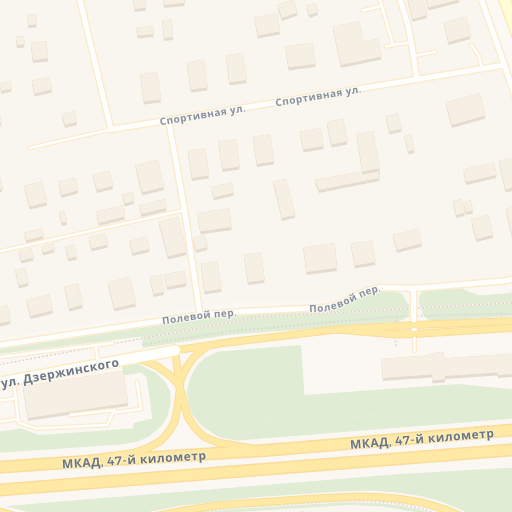 Спортивная ул.
Спортивная ул.
Полевой пер.
Полевой пер.
ул. Дзержинского
МКАД, 47-й километр
МКАД, 47-й километр